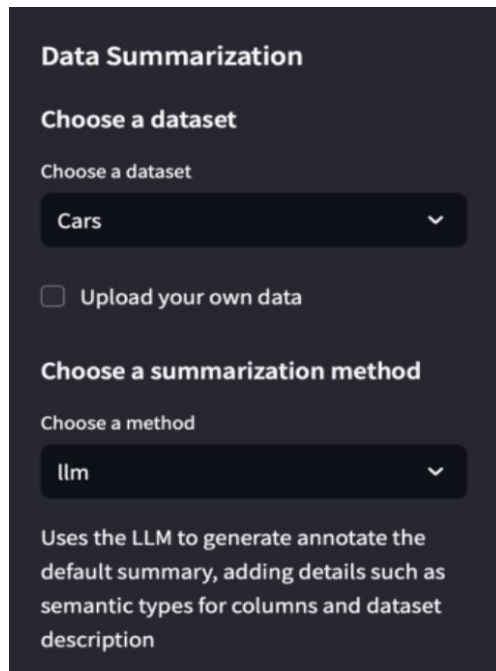 Data Summarization
Choose a dataset
Choose a dataset
Cars
Upload your own data
Choose a summarization method
Choose a method
llm
Uses the LLM to generate annotate the
default summary, adding details such as
semantic types for columns and dataset
description